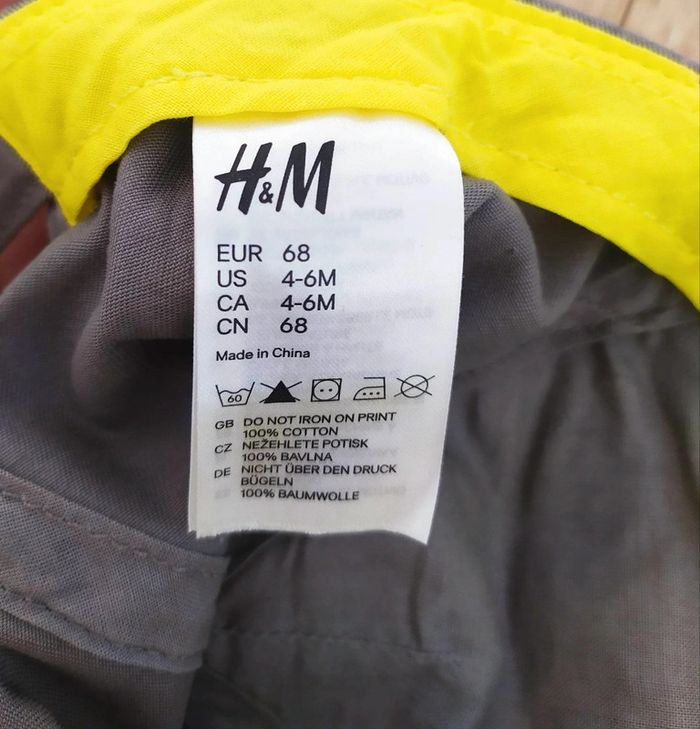 H&M
EUR 68
US 4-6M
CA 4-6M
CN 68
Made in China
60
GB DO NOT IRON ON PRINT
100% COTTON
CZ NEŽEHLETE POTISK
100% BAVLNA
DE NICHT ÜBER DEN DRUCK
BÜGELN
100% BAUMWOLLE